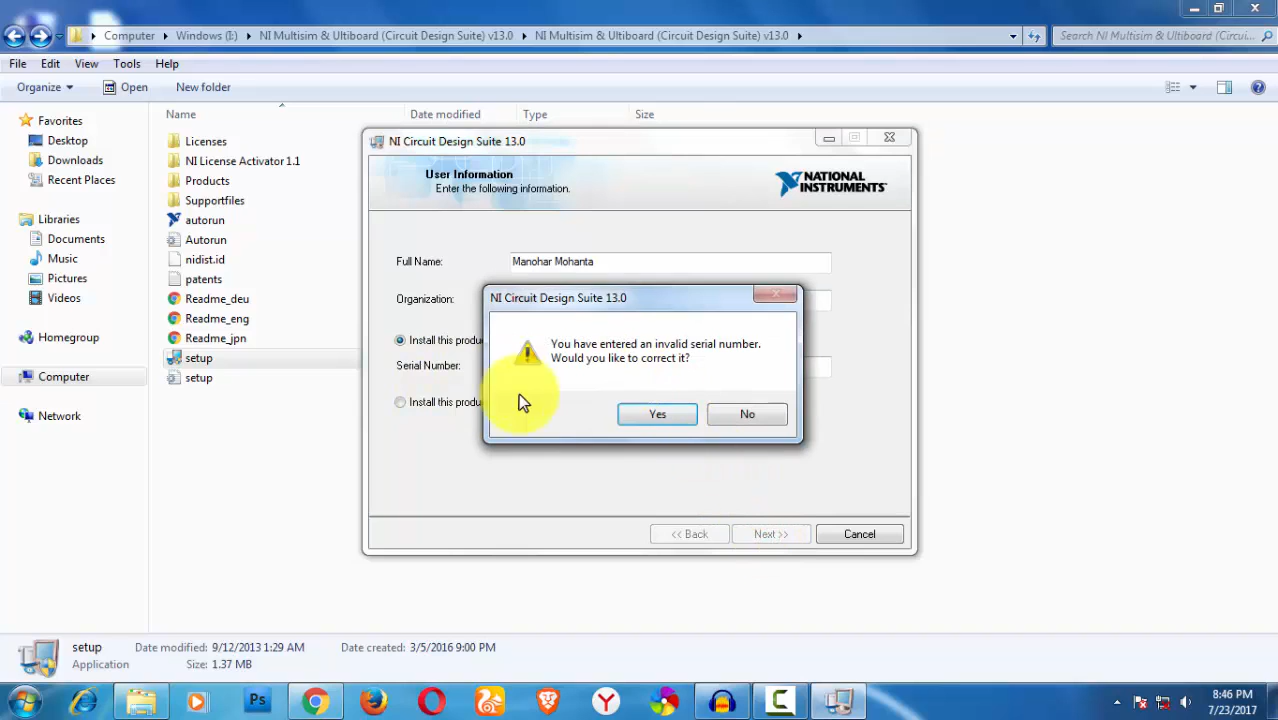 Computer
Windows (I:)
NI Multisim & Ultiboard (Circuit Design Suite) v13.0
NI Multisim & Ultiboard (Circuit Design Suite) v13.0
Search NI Multisim & Ultiboard (Circui...
File Edit View Tools Help
Organize Open New folder
Name Date modified Type Size
Favorites
Desktop
Downloads
Recent Places
Libraries
Documents
Music
Pictures
Videos
Homegroup
Computer
Network
Licenses
NI License Activator 1.1
Products
Supportfiles
autorun
Autorun
nidist.id
patents
Readme_deu
Readme_eng
Readme_jpn
setup
setup
NI Circuit Design Suite 13.0
User Information
Enter the following information.
NATIONAL
INSTRUMENTS
Full Name: Manohar Mohanta
Organization:
Install this produ
Serial Number:
Install this produ
NI Circuit Design Suite 13.0
You have entered an invalid serial number.
Would you like to correct it?
Yes No
<< Back Next >> Cancel
setup Date modified: 9/12/2013 1:29 AM Date created: 3/5/2016 9:00 PM
Application Size: 1.37 MB
Ps
8:46 PM
7/23/2017